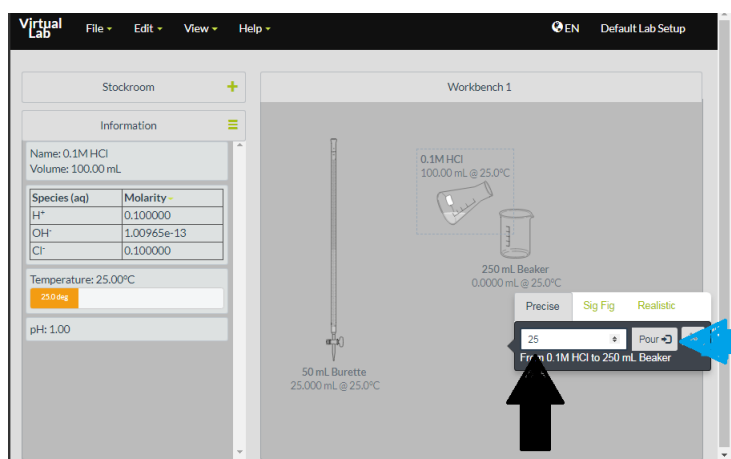 Virtual Lab
File
Edit
View
Help
EN
Default Lab Setup
Stockroom
Information
Name: 0.1M HCl
Volume: 100.00 mL
Species (aq) Molarity
H⁺ 0.100000
OH⁻ 1.00965e-13
Cl⁻ 0.100000
Temperature: 25.00ºC
25.0 deg
pH: 1.00
Workbench 1
0.1M HCl
100.00 mL @ 25.0ºC
250 mL Beaker
0.0000 mL @ 25.0ºC
Precise
Sig Fig
Realistic
25
Pour
From 0.1M HCl to 250 mL Beaker
50 mL Burette
25.000 mL @ 25.0ºC